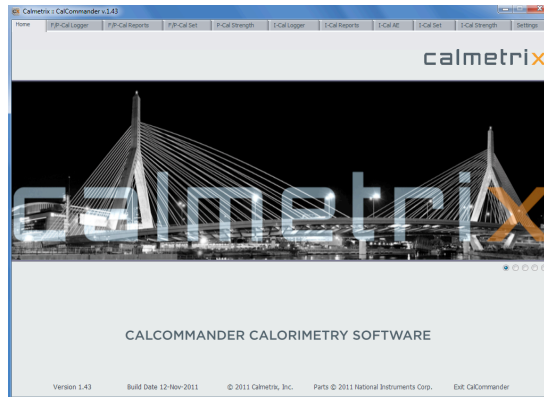 Calmetrix :: CalCommander v.1.43
Home F/P-Cal Logger F/P-Cal Reports F/P-Cal Set P-Cal Strength I-Cal Logger I-Cal Reports I-Cal AE I-Cal Set I-Cal Strength Settings
calmetrix
calmetrix
CALCOMMANDER CALORIMETRY SOFTWARE
Version 1.43 Build Date 12-Nov-2011 © 2011 Calmetrix, Inc. Parts © 2011 National Instruments Corp. Exit CalCommander